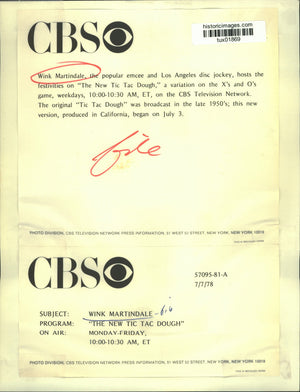 historicimages.com
tux01869
CBS
Wink Martindale, the popular emcee and Los Angeles disc jockey, hosts the
festivities on "The New Tic Tac Dough," a variation on the X's and O's
game, weekdays, 10:00-10:30 AM, ET, on the CBS Television Network.
The original "Tic Tac Dough" was broadcast in the late 1950's; this new
version, produced in California, began on July 3.
file
PHOTO DIVISION, CBS TELEVISION NETWORK PRESS INFORMATION, 51 WEST 52 STREET, NEW YORK, NEW YORK 10019
CBS
57095-81-A
7/7/78
SUBJECT: WINK MARTINDALE
PROGRAM: "THE NEW TIC TAC DOUGH"
ON AIR: MONDAY-FRIDAY,
10:00-10:30 AM, ET
PHOTO DIVISION, CBS TELEVISION NETWORK PRESS INFORMATION, 51 WEST 52 STREET, NEW YORK, NEW YORK 10019